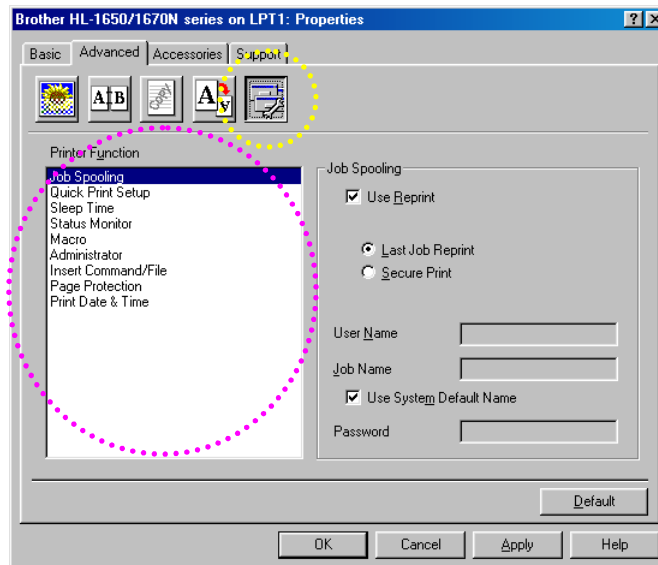 Brother HL-1650/1670N series on LPT1: Properties
Basic Advanced Accessories Support
A B COPY A A
Printer Function
Job Spooling
Quick Print Setup
Sleep Time
Status Monitor
Macro
Administrator
Insert Command/File
Page Protection
Print Date & Time
Job Spooling
Use Reprint
Last Job Reprint
Secure Print
User Name
Job Name
Use System Default Name
Password
Default
OK Cancel Apply Help